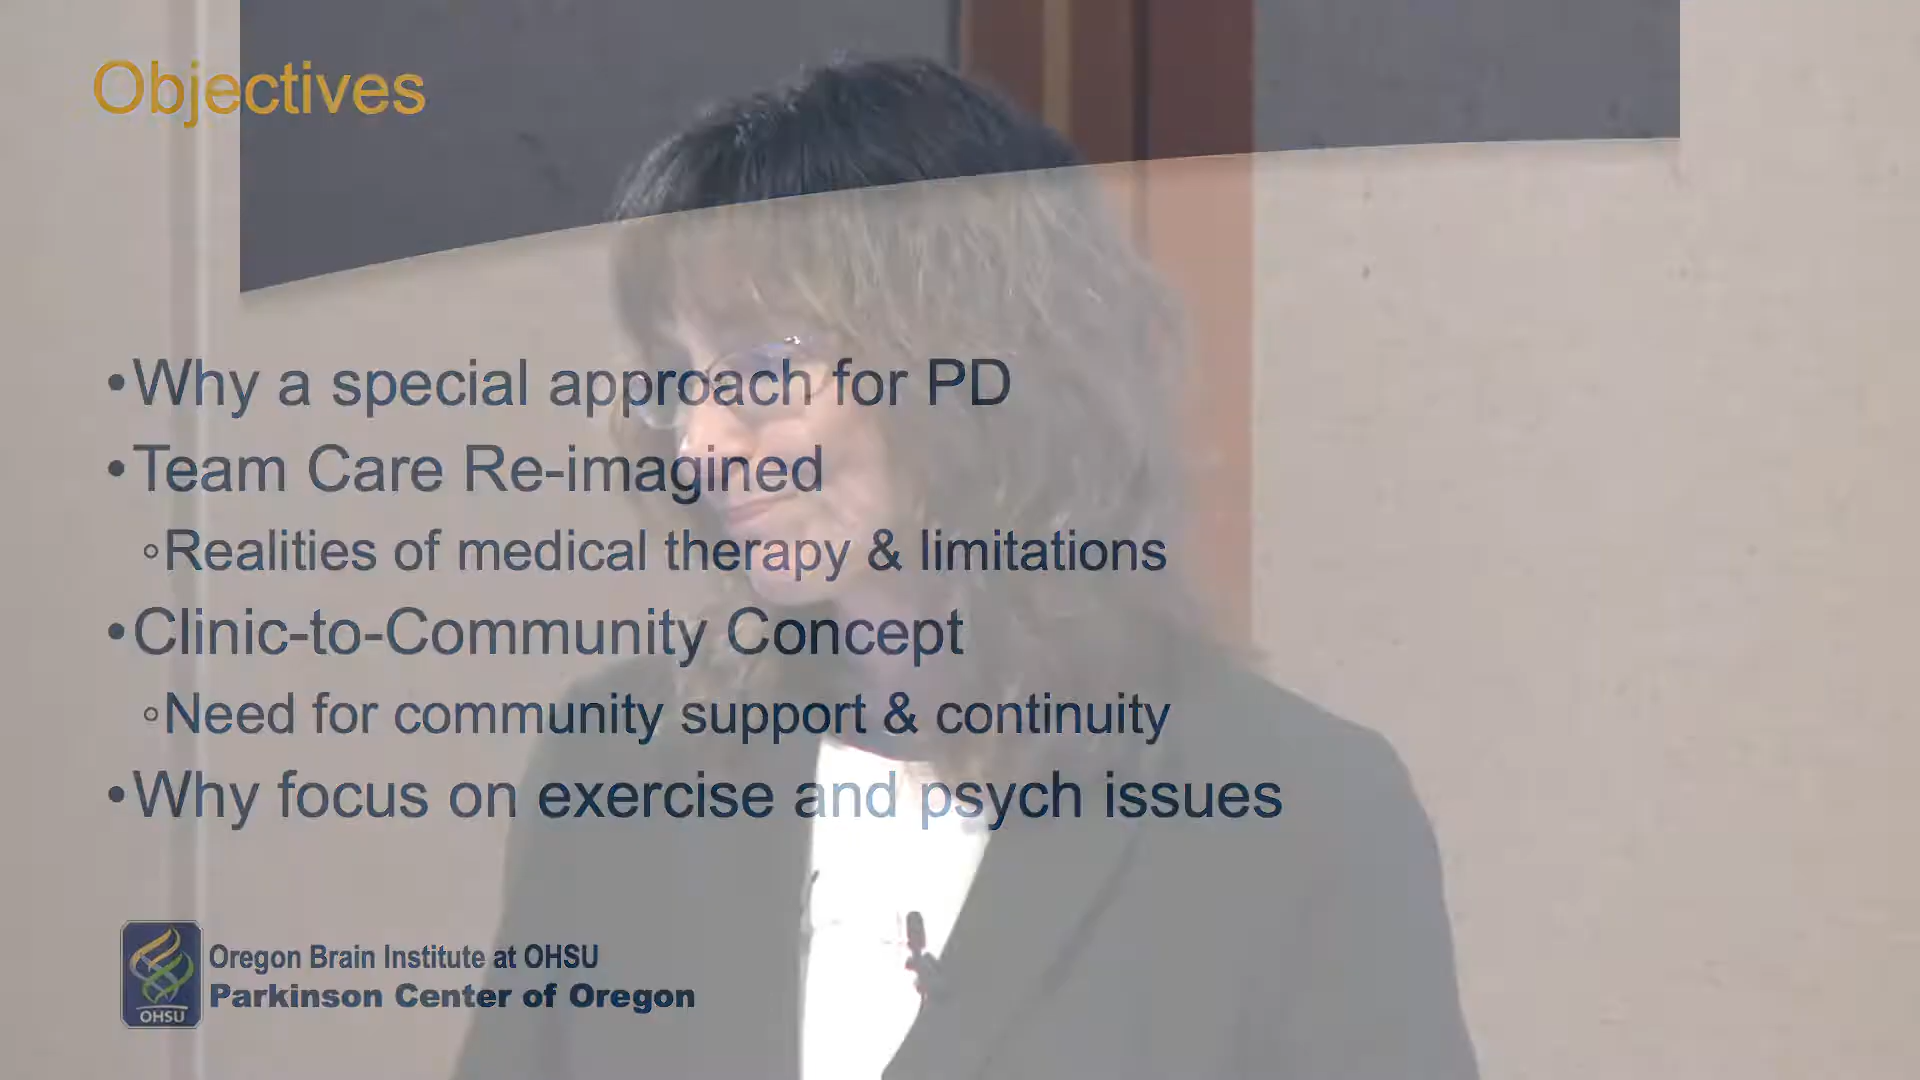 Objectives
•Why a special approach for PD
•Team Care Re-imagined
◦Realities of medical therapy & limitations
•Clinic-to-Community Concept
◦Need for community support & continuity
•Why focus on exercise and psych issues
Oregon Brain Institute at OHSU
Parkinson Center of Oregon
OHSU